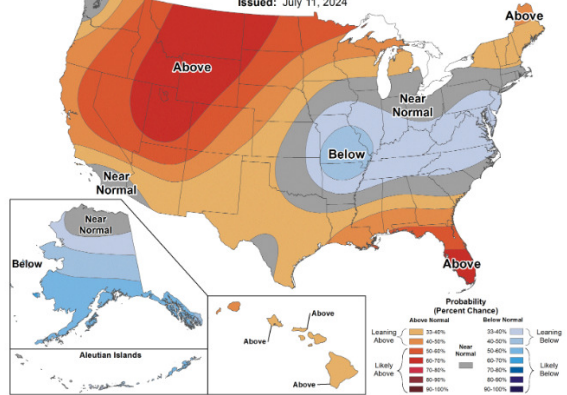 Issued: July 11, 2024
Above
Above
Near
Normal
Below
Near
Normal
Above
Near
Normal
Below
Aleutian Islands
Above
Above
Above
Probability
(Percent Chance)
Above Normal
Below Normal
Leaning
Above
33-40%
40-50%
Likely
Above
50-60%
60-70%
70-80%
80-90%
90-100%
Near
Normal
33-40%
40-50%
Leaning
Below
50-60%
60-70%
70-80%
80-90%
90-100%
Likely
Below